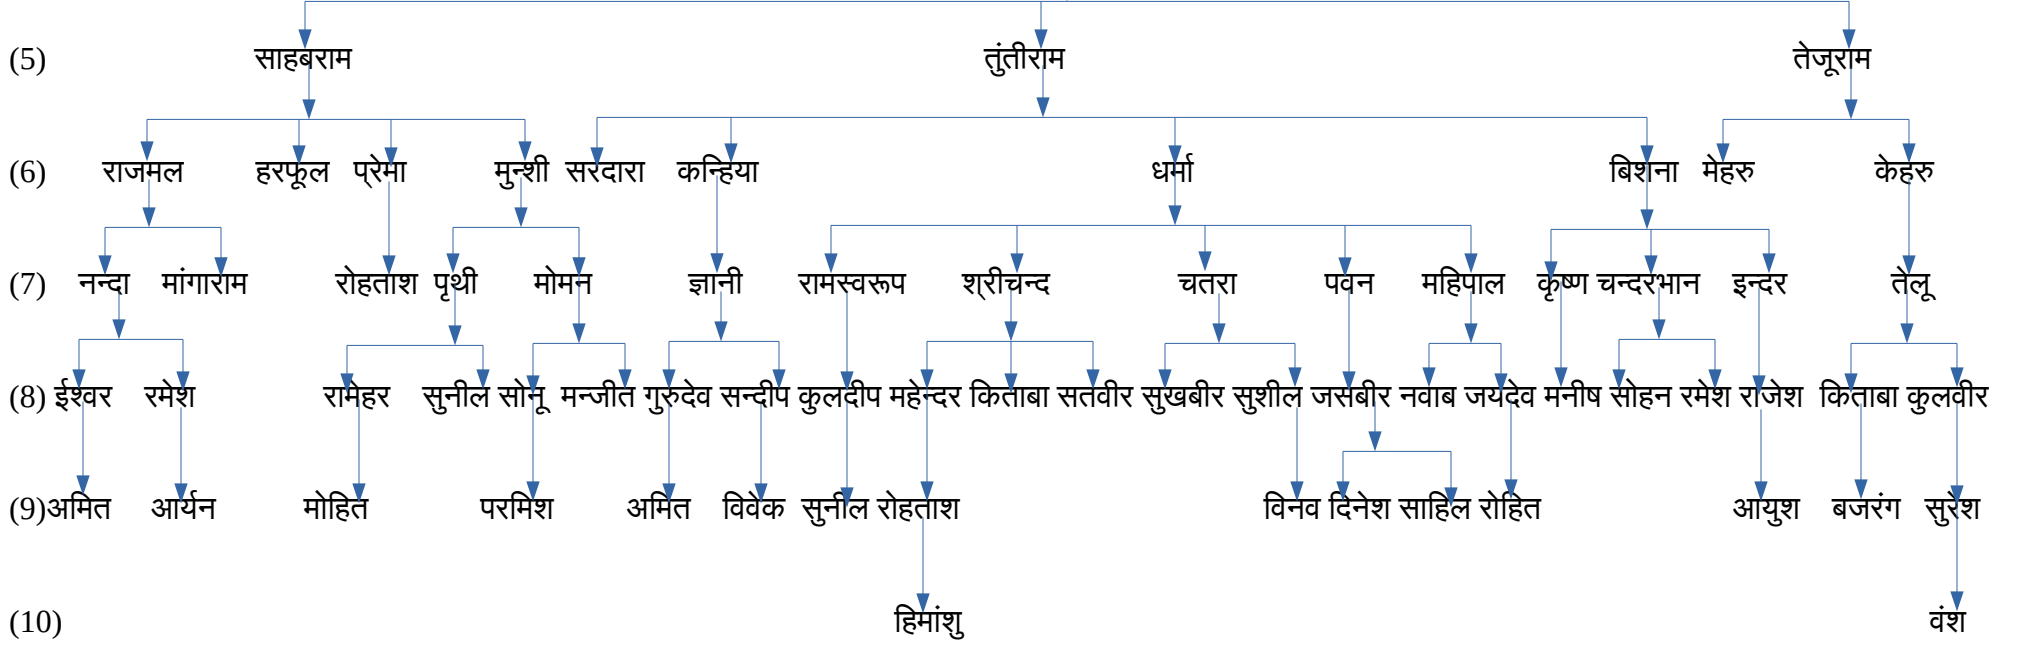 (5) साहबराम तुंतीराम तेजूराम
(6) राजमल हरफूल प्रेमा मुन्शी सरदारा कन्हिया धर्मा बिशना मेहरु केहरु
(7) नन्दा मांगाराम रोहताश पृथी मोमन ज्ञानी रामस्वरूप श्रीचन्द चतरा पवन महिपाल कृष्ण चन्दरभान इन्दर तेलू
(8) ईश्वर रमेश रामेहर सुनील सोनू मन्जीत गुरुदेव सन्दीप कुलदीप महेन्दर किताबा सतवीर सुखबीर सुशील जसबीर नवाब जयदेव मनीष सोहन रमेश राजेश किताबा कुलवीर
(9) अमित आर्यन मोहित परमिश अमित विवेक सुनील रोहताश विनव दिनेश साहिल रोहित आयुश बजरंग सुरेश
(10) हिमांशु वंश